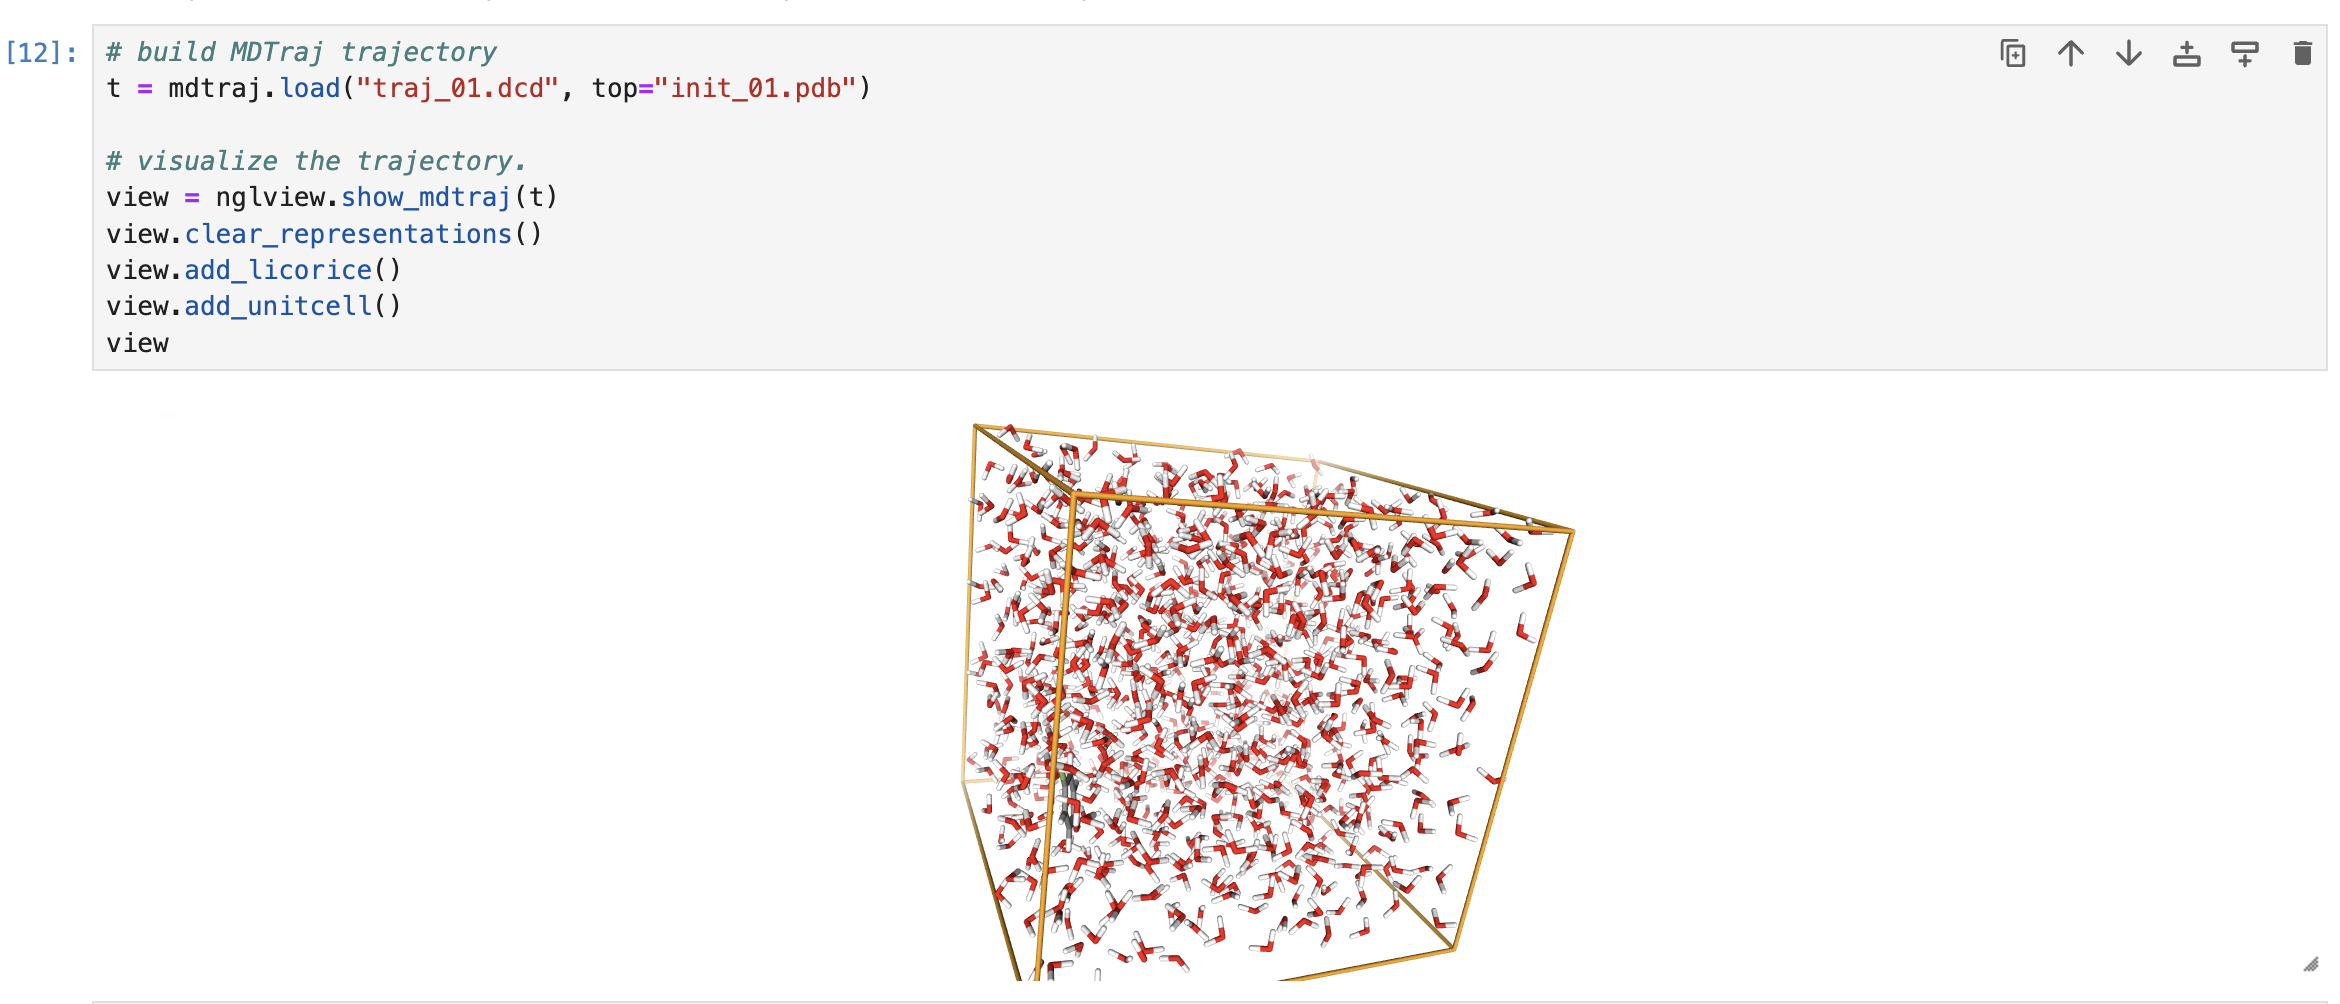 [12]:
# build MDTraj trajectory
t = mdtraj.load("traj_01.dcd", top="init_01.pdb")
# visualize the trajectory.
view = nglview.show_mdtraj(t)
view.clear_representations()
view.add_licorice()
view.add_unitcell()
view